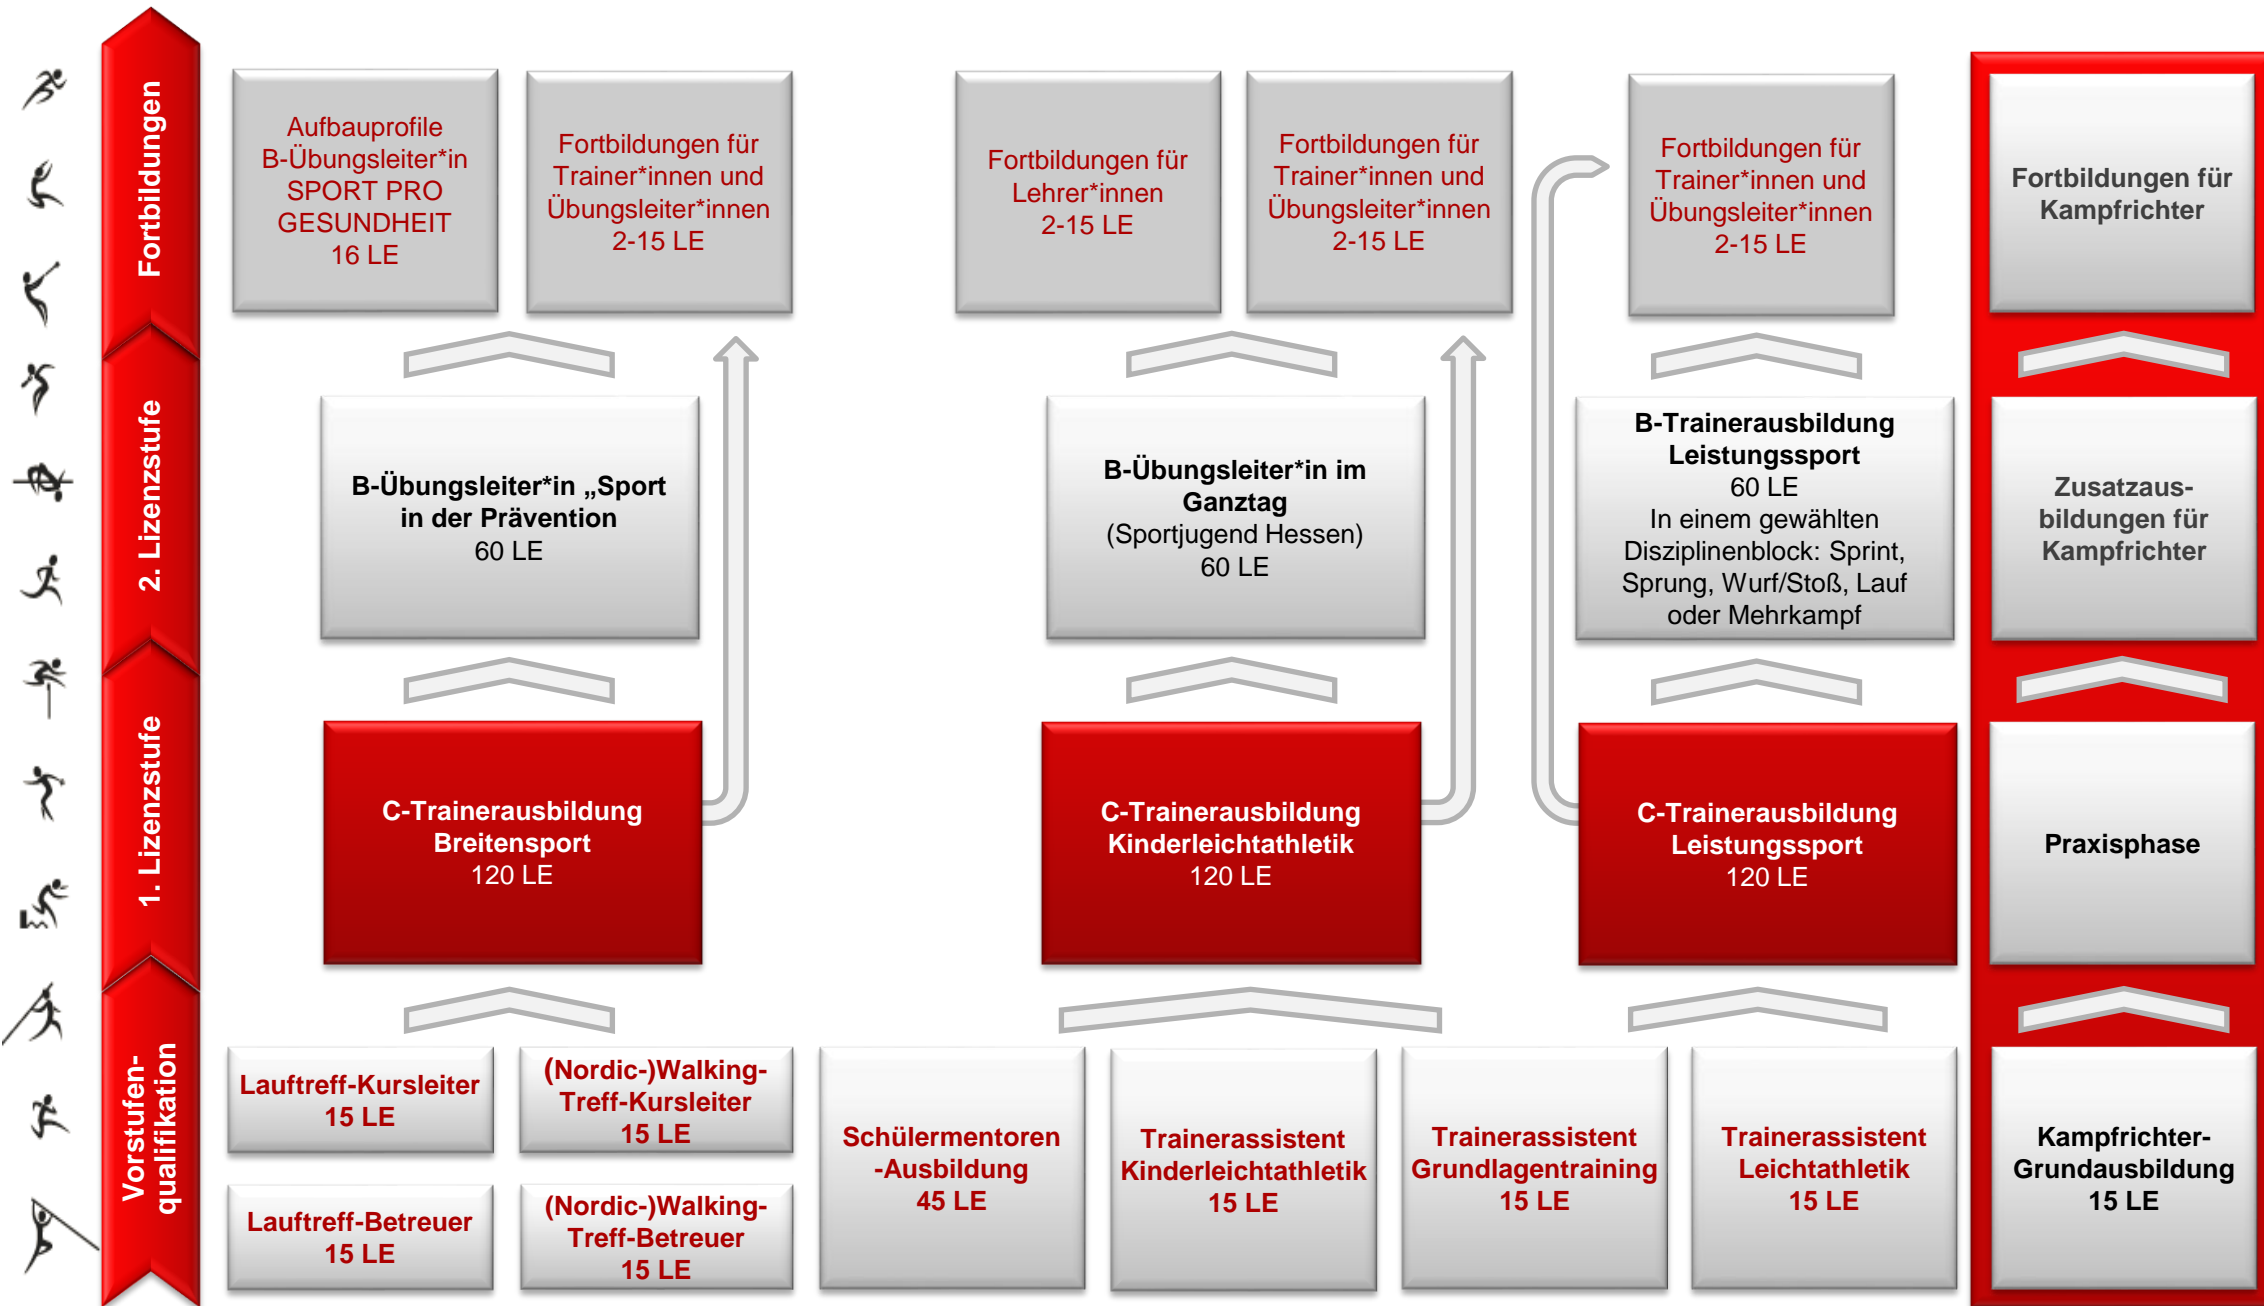 Fortbildungen
Aufbauprofile
B-Übungsleiter*in
SPORT PRO
GESUNDHEIT
16 LE
Fortbildungen für
Trainer*innen und
Übungsleiter*innen
2-15 LE
Fortbildungen für
Lehrer*innen
2-15 LE
Fortbildungen für
Trainer*innen und
Übungsleiter*innen
2-15 LE
Fortbildungen für
Trainer*innen und
Übungsleiter*innen
2-15 LE
Fortbildungen für
Kampfrichter
2. Lizenzstufe
B-Übungsleiter*in „Sport
in der Prävention
60 LE
B-Übungsleiter*in im
Ganztag
(Sportjugend Hessen)
60 LE
B-Trainerausbildung
Leistungssport
60 LE
In einem gewählten
Disziplinenblock: Sprint,
Sprung, Wurf/Stoß, Lauf
oder Mehrkampf
Zusatzaus-
bildungen für
Kampfrichter
1. Lizenzstufe
C-Trainerausbildung
Breitensport
120 LE
C-Trainerausbildung
Kinderleichtathletik
120 LE
C-Trainerausbildung
Leistungssport
120 LE
Praxisphase
Vorstufen-
qualifikation
Lauftreff-Kursleiter
15 LE
(Nordic-)Walking-
Treff-Kursleiter
15 LE
Lauftreff-Betreuer
15 LE
(Nordic-)Walking-
Treff-Betreuer
15 LE
Schülermentoren
-Ausbildung
45 LE
Trainerassistent
Kinderleichtathletik
15 LE
Trainerassistent
Grundlagentraining
15 LE
Trainerassistent
Leichtathletik
15 LE
Kampfrichter-
Grundausbildung
15 LE